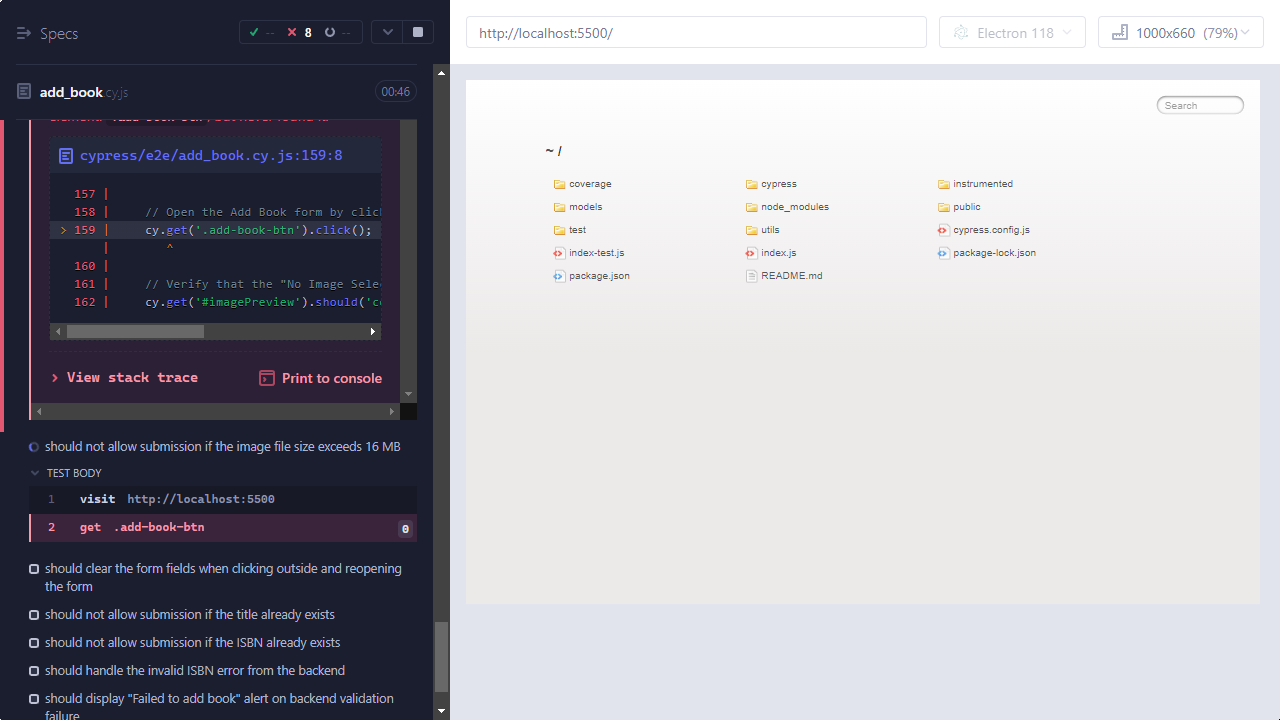 Specs
-- 8 --
add_book.cy.js
00:46
cypress/e2e/add_book.cy.js:159:8
157 |
158 | // Open the Add Book form by clic
> 159 | cy.get('.add-book-btn').click();
| ^
160 |
161 | // Verify that the "No Image Sele
162 | cy.get('#imagePreview').should('co
View stack trace
Print to console
should not allow submission if the image file size exceeds 16 MB
TEST BODY
1 visit http://localhost:5500
2 get .add-book-btn 0
should clear the form fields when clicking outside and reopening
the form
should not allow submission if the title already exists
should not allow submission if the ISBN already exists
should handle the invalid ISBN error from the backend
should display "Failed to add book" alert on backend validation
failure
http://localhost:5500/
Electron 118
1000x660 (79%)
Search
~ /
coverage cypress instrumented
models node_modules public
test utils cypress.config.js
index-test.js index.js package-lock.json
package.json README.md